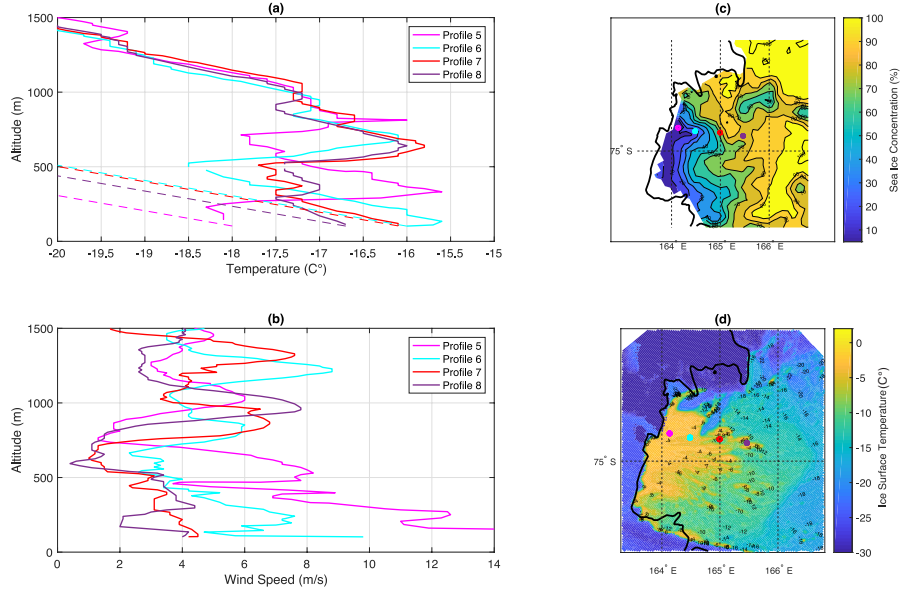 (a)
1500
1000
500
0
Altitude (m)
-20
-19.5
-19
-18.5
-18
-17.5
-17
-16.5
-16
-15.5
-15
Temperature (C°)
Profile 5
Profile 6
Profile 7
Profile 8
(c)
75° S
164° E
165° E
166° E
100
90
80
70
60
50
40
30
20
10
Sea Ice Concentration (%)
(b)
1500
1000
500
0
Altitude (m)
0
2
4
6
8
10
12
14
Wind Speed (m/s)
Profile 5
Profile 6
Profile 7
Profile 8
(d)
75° S
164° E
165° E
166° E
0
-5
-10
-15
-20
-25
-30
Ice Surface Temperature (C°)